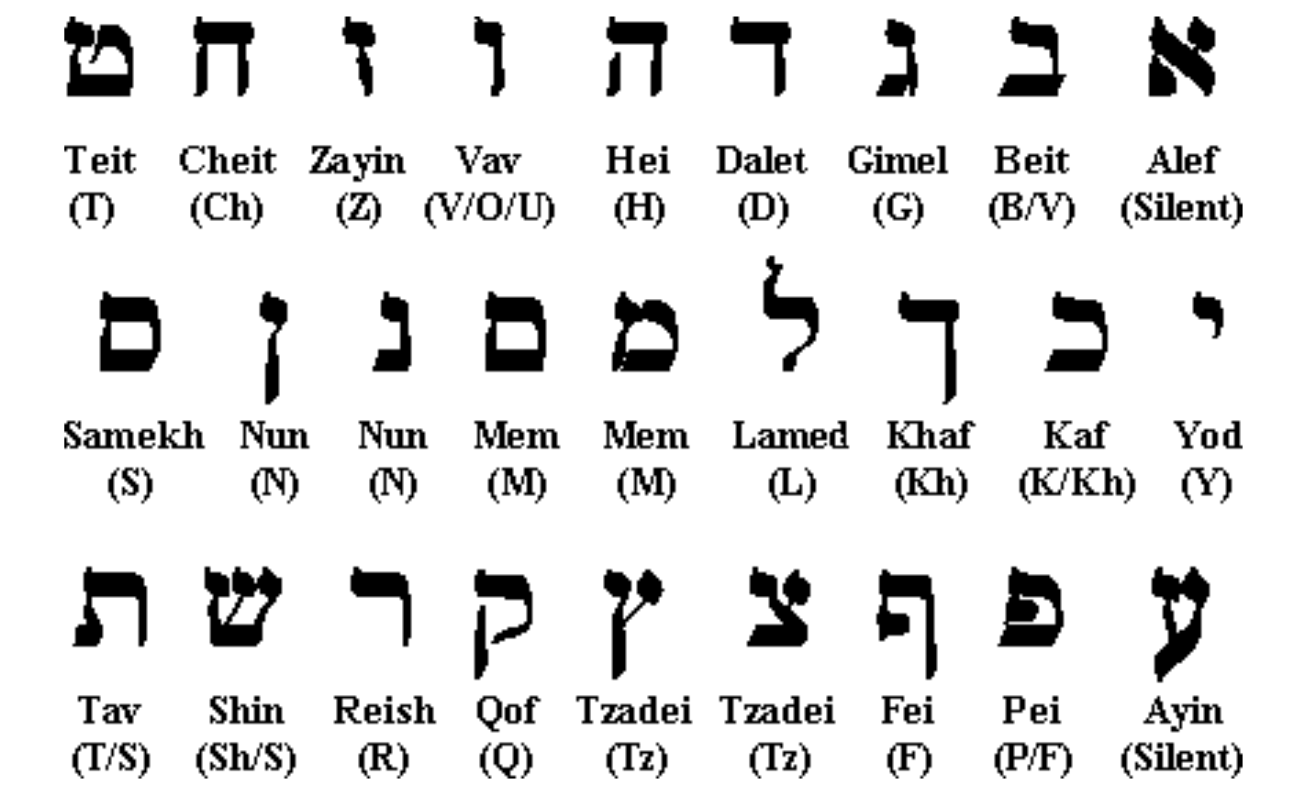 א ב ג ד ה ו ז ח ט
Teit Cheit Zayin Vav Hei Dalet Gimel Beit Alef
(T) (Ch) (Z) (V/O/U) (H) (D) (G) (B/V) (Silent)
י כ ך ל מ ם נ ן ס
Samekh Nun Nun Mem Mem Lamed Khaf Kaf Yod
(S) (N) (N) (M) (M) (L) (Kh) (K/Kh) (Y)
ע פ ף צ ץ ק ר ש ת
Tav Shin Reish Qof Tzadei Tzadei Fei Pei Ayin
(T/S) (Sh/S) (R) (Q) (Tz) (Tz) (F) (P/F) (Silent)